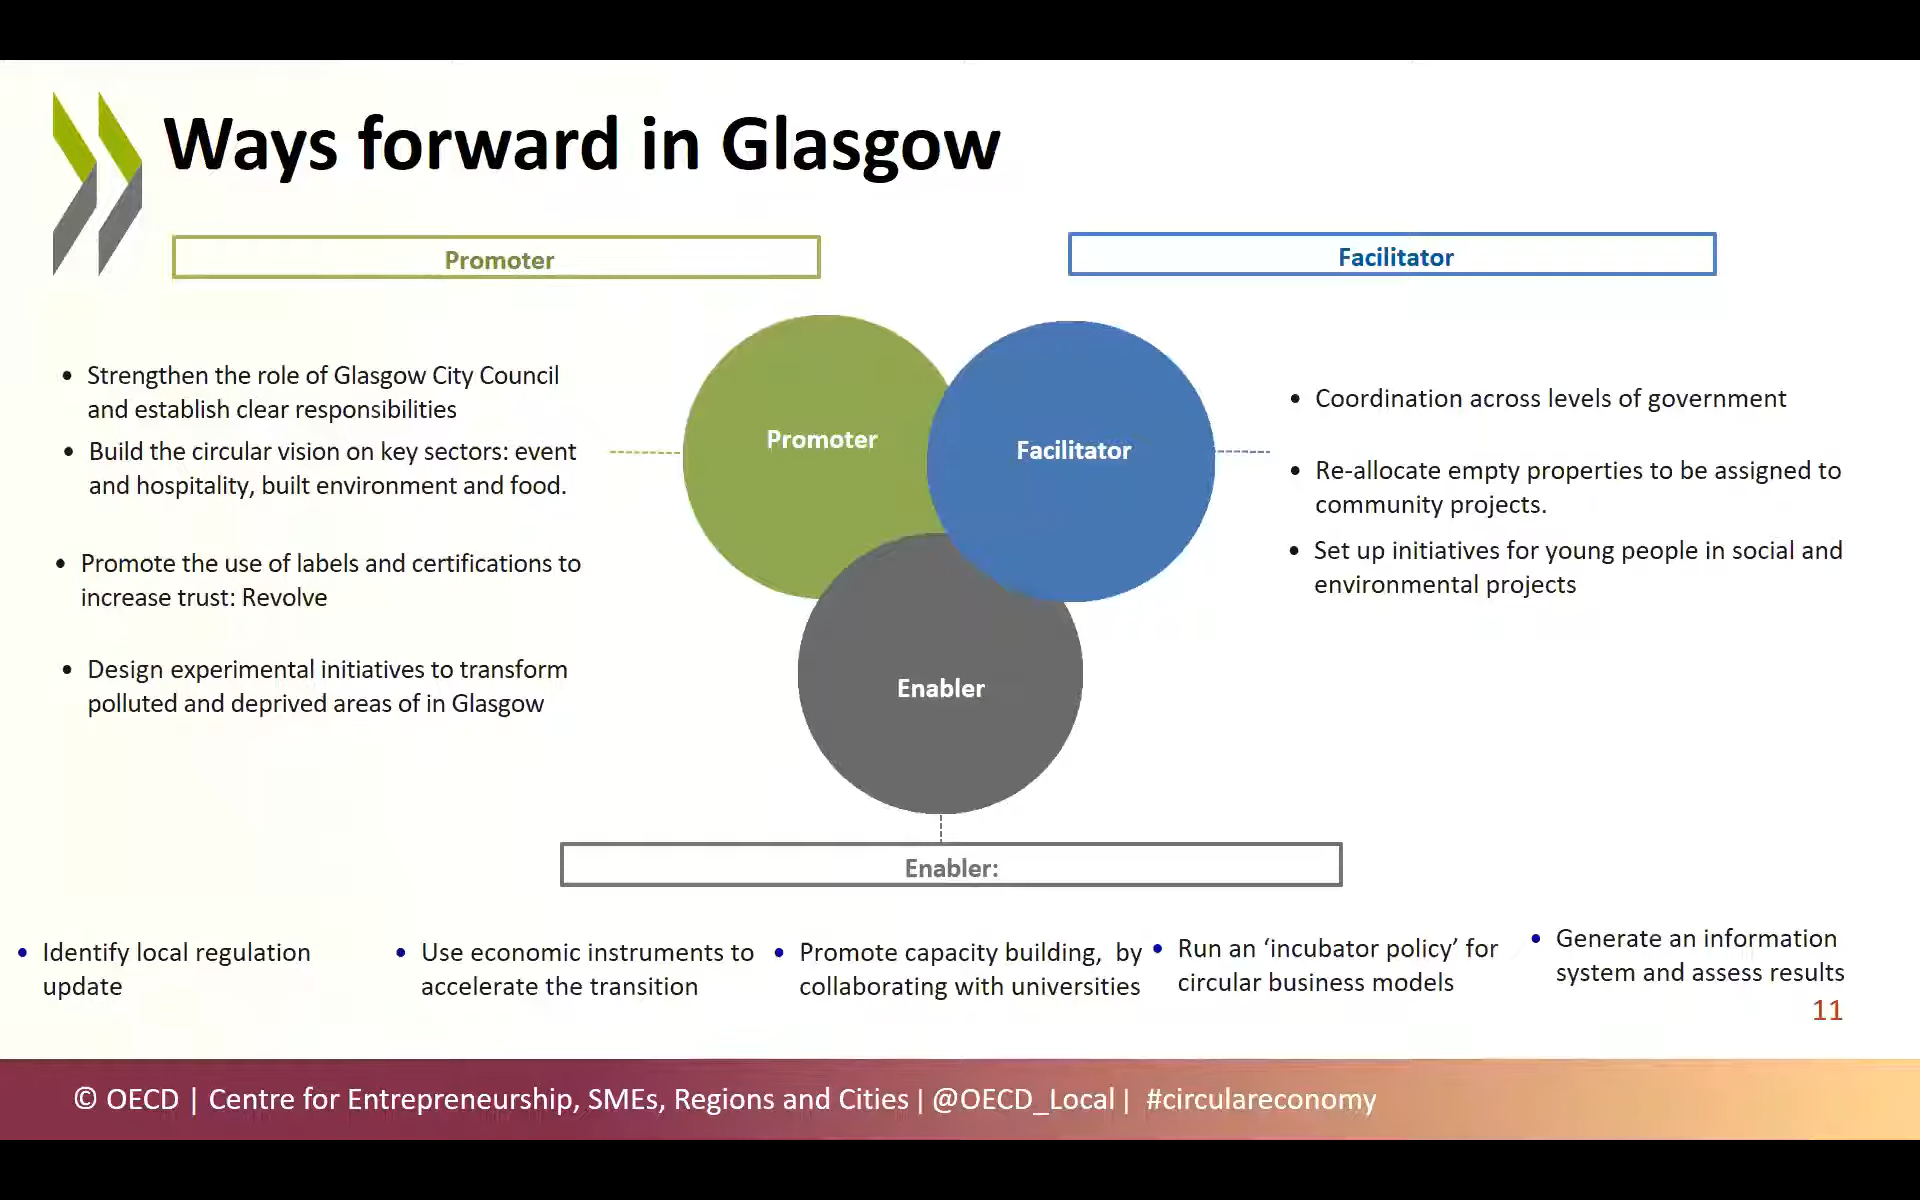 Ways forward in Glasgow
Promoter
Facilitator
• Strengthen the role of Glasgow City Council
and establish clear responsibilities
• Build the circular vision on key sectors: event
and hospitality, built environment and food.
• Promote the use of labels and certifications to
increase trust: Revolve
• Design experimental initiatives to transform
polluted and deprived areas of in Glasgow
Promoter
Facilitator
Enabler
• Coordination across levels of government
• Re-allocate empty properties to be assigned to
community projects.
• Set up initiatives for young people in social and
environmental projects
Enabler:
• Identify local regulation
update
• Use economic instruments to
accelerate the transition
• Promote capacity building,  by
collaborating with universities
• Run an ‘incubator policy’ for
circular business models
• Generate an information
system and assess results
11
© OECD | Centre for Entrepreneurship, SMEs, Regions and Cities | @OECD_Local |  #circulareconomy